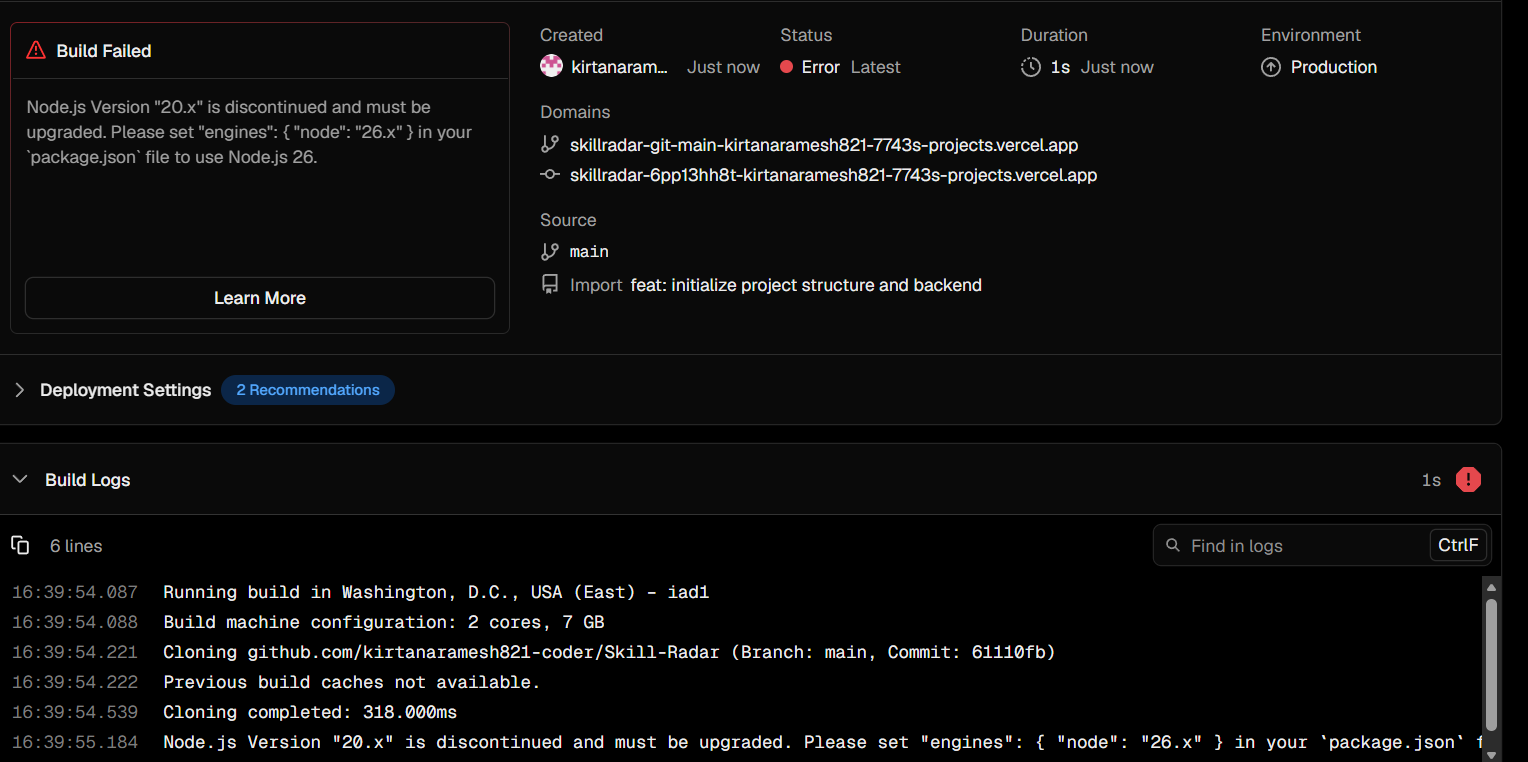 Build Failed
Node.js Version "20.x" is discontinued and must be
upgraded. Please set "engines": { "node": "26.x" } in your
`package.json` file to use Node.js 26.
Learn More
Created
kirtanaram... Just now
Status
Error Latest
Duration
1s Just now
Environment
Production
Domains
skillradar-git-main-kirtanaramesh821-7743s-projects.vercel.app
skillradar-6pp13hh8t-kirtanaramesh821-7743s-projects.vercel.app
Source
main
Import feat: initialize project structure and backend
Deployment Settings 2 Recommendations
Build Logs 1s
6 lines Find in logs CtrlF
16:39:54.087 Running build in Washington, D.C., USA (East) – iad1
16:39:54.088 Build machine configuration: 2 cores, 7 GB
16:39:54.221 Cloning github.com/kirtanaramesh821-coder/Skill-Radar (Branch: main, Commit: 61110fb)
16:39:54.222 Previous build caches not available.
16:39:54.539 Cloning completed: 318.000ms
16:39:55.184 Node.js Version "20.x" is discontinued and must be upgraded. Please set "engines": { "node": "26.x" } in your `package.json`